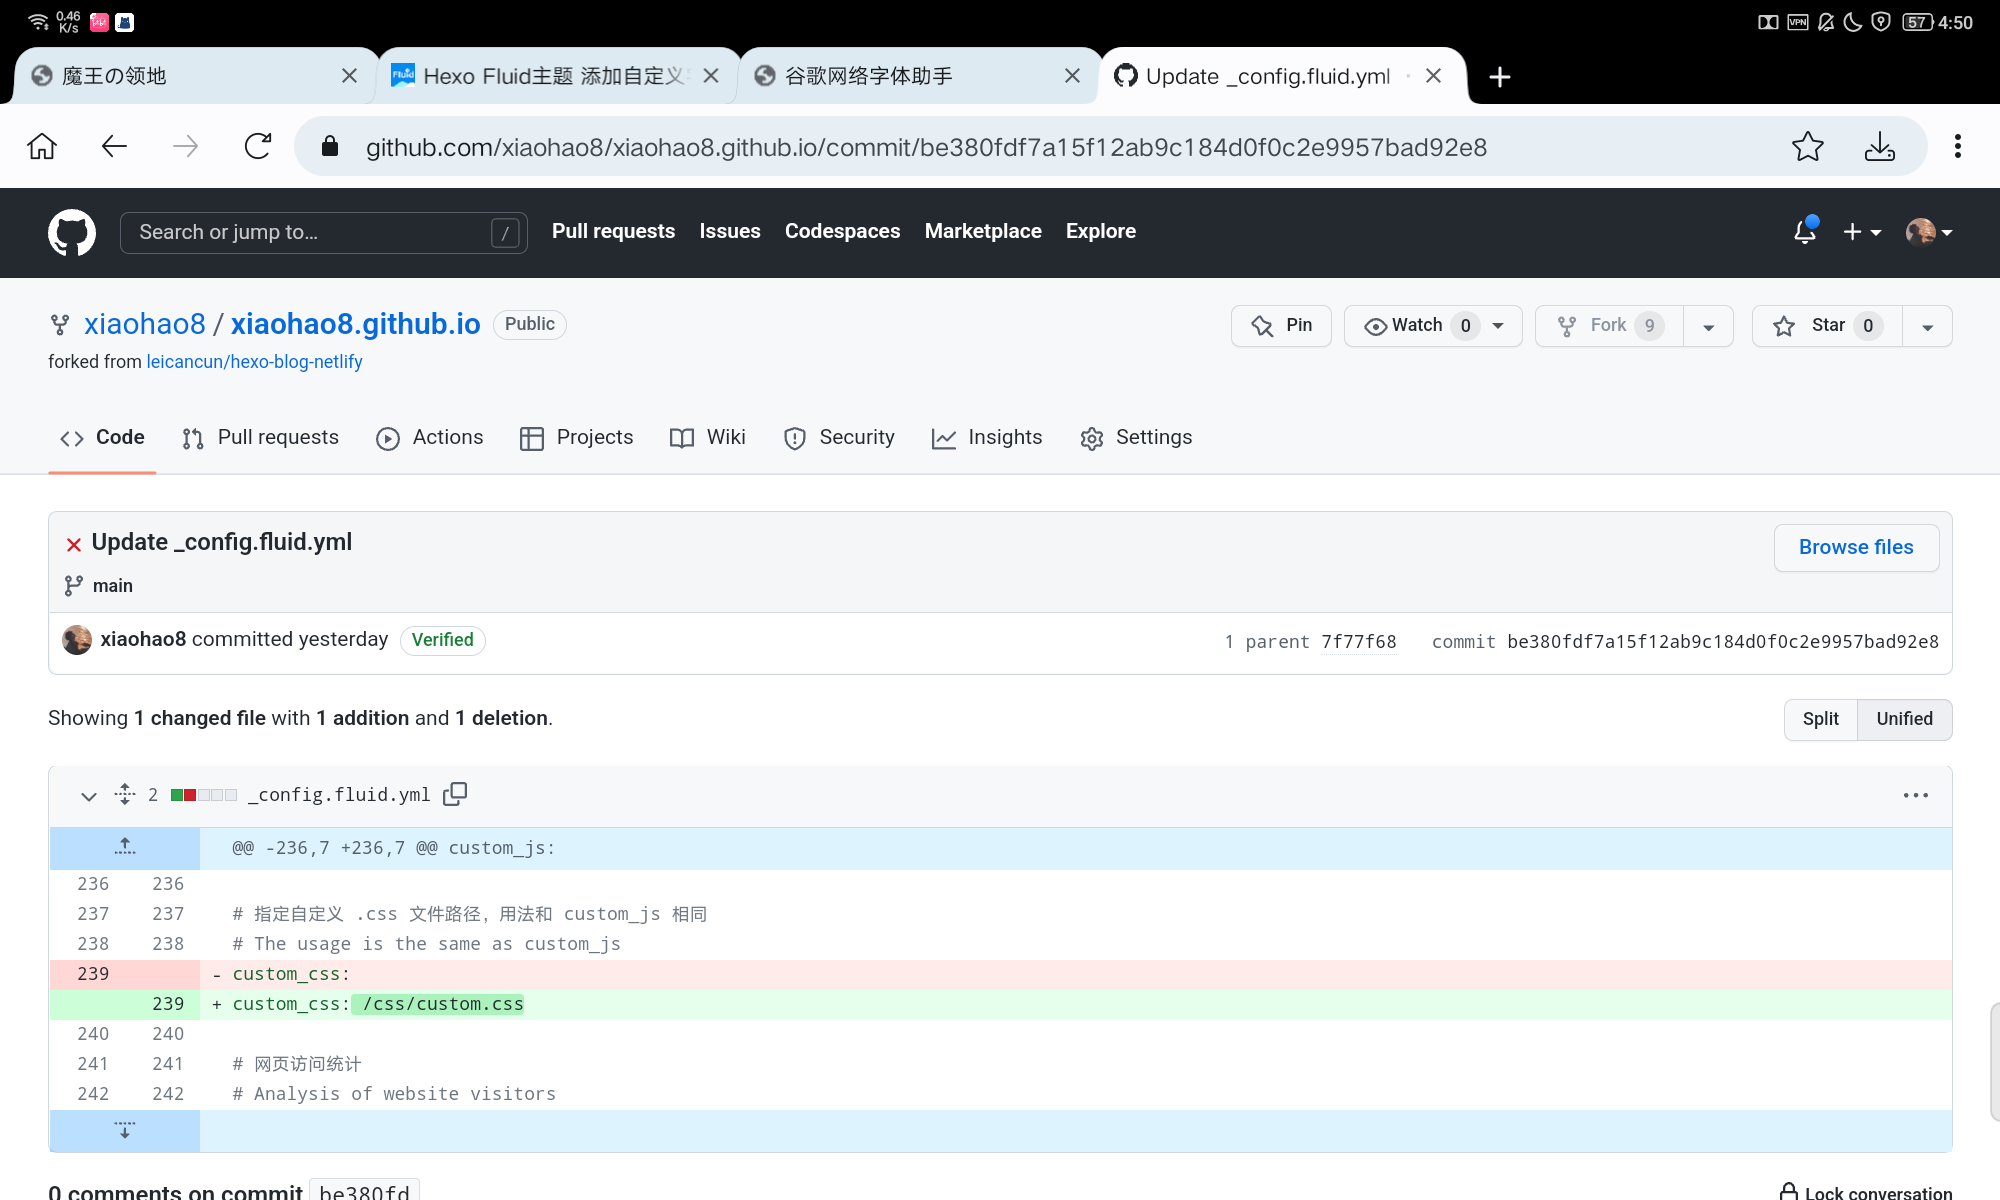 0.46 K/s VPN 57 4:50
魔王の领地 Hexo Fluid主题 添加自定义 谷歌网络字体助手 Update _config.fluid.yml ·
github.com/xiaohao8/xiaohao8.github.io/commit/be380fdf7a15f12ab9c184d0f0c2e9957bad92e8
Search or jump to… / Pull requests Issues Codespaces Marketplace Explore
xiaohao8 / xiaohao8.github.io Public Pin Watch 0 Fork 9 Star 0
forked from leicancun/hexo-blog-netlify
Code Pull requests Actions Projects Wiki Security Insights Settings
Update _config.fluid.yml Browse files
main
xiaohao8 committed yesterday Verified 1 parent 7f77f68 commit be380fdf7a15f12ab9c184d0f0c2e9957bad92e8
Showing 1 changed file with 1 addition and 1 deletion. Split Unified
2 _config.fluid.yml
@@ -236,7 +236,7 @@ custom_js:
236 236
237 237 # 指定自定义 .css 文件路径，用法和 custom_js 相同
238 238 # The usage is the same as custom_js
239 - custom_css:
239 + custom_css: /css/custom.css
240 240
241 241 # 网页访问统计
242 242 # Analysis of website visitors
0 comments on commit be380fd Lock conversation